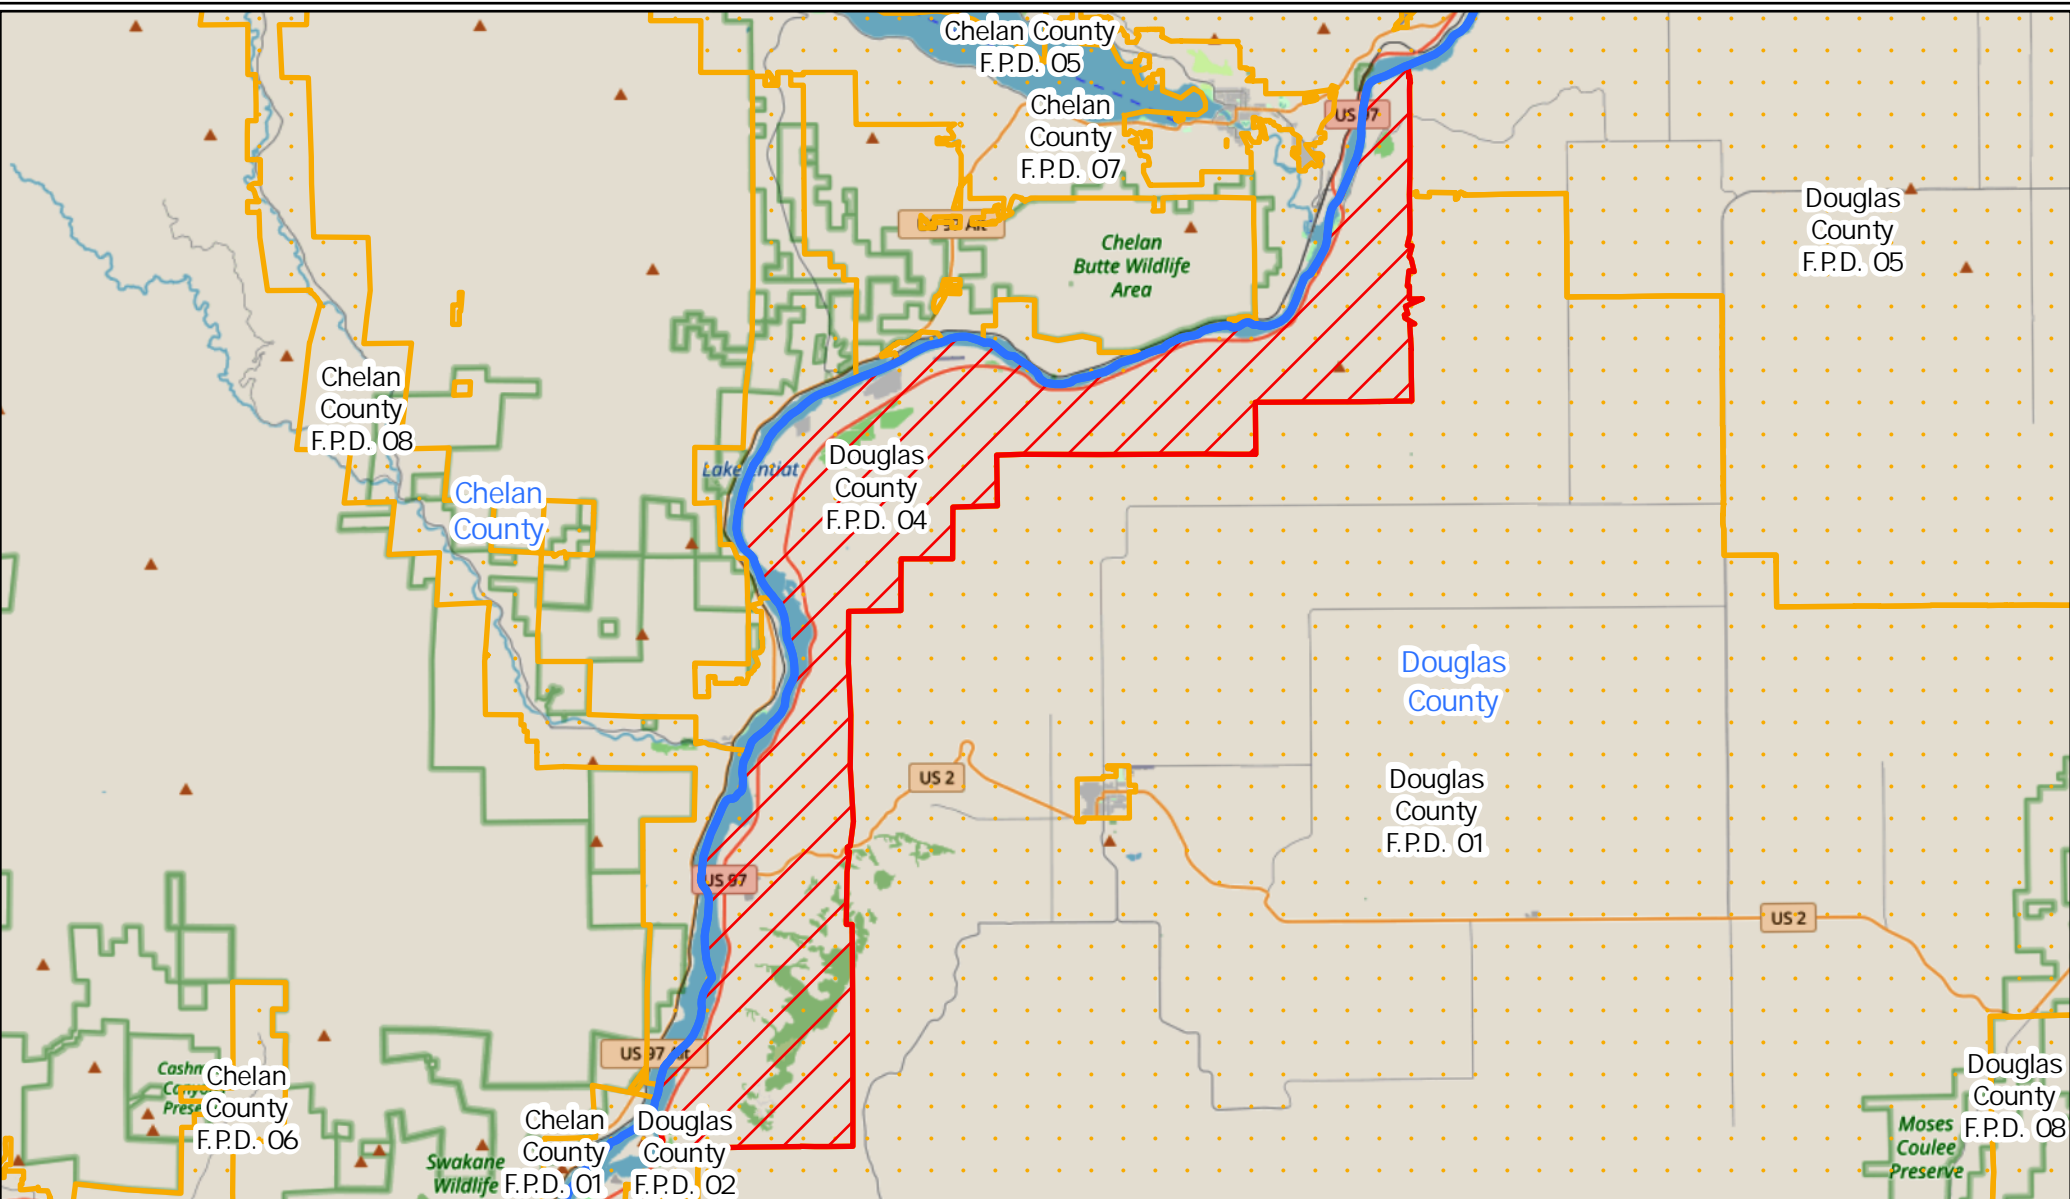 Chelan County
F.P.D. 05
Chelan
County
F.P.D. 07
US 97
Douglas
County
F.P.D. 05
US 97 Alt
Chelan
Butte Wildlife
Area
Chelan
County
F.P.D. 08
Lake Entiat
Douglas
County
F.P.D. 04
Chelan
County
Douglas
County
US 2
Douglas
County
F.P.D. 01
US 97
US 2
US 97 Alt
Chelan
County
F.P.D. 06
Chelan
County
F.P.D. 01
Douglas
County
F.P.D. 02
Swakane
Wildlife
Douglas
County
F.P.D. 08
Moses
Coulee
Preserve